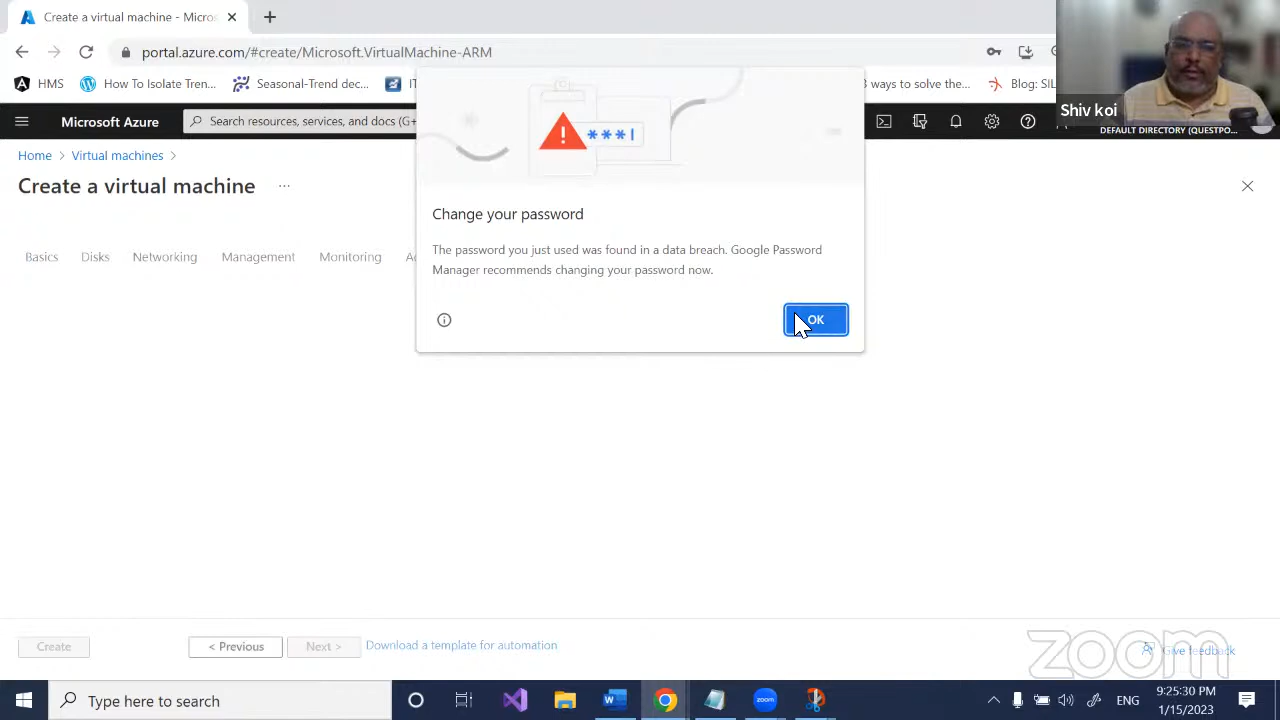 Create a virtual machine - Micros
portal.azure.com/#create/Microsoft.VirtualMachine-ARM
HMS
How To Isolate Tren...
Seasonal-Trend dec...
3 ways to solve the...
Blog: SIL
Shiv koi
Microsoft Azure
Search resources, services, and docs (G+
DEFAULT DIRECTORY (QUESTPO...
***|
Home > Virtual machines >
Create a virtual machine ...
Change your password
The password you just used was found in a data breach. Google Password
Manager recommends changing your password now.
Basics
Disks
Networking
Management
Monitoring
OK
Create
< Previous
Next >
Download a template for automation
Give feedback
zoom
Type here to search
zoom
ENG
9:25:30 PM
1/15/2023